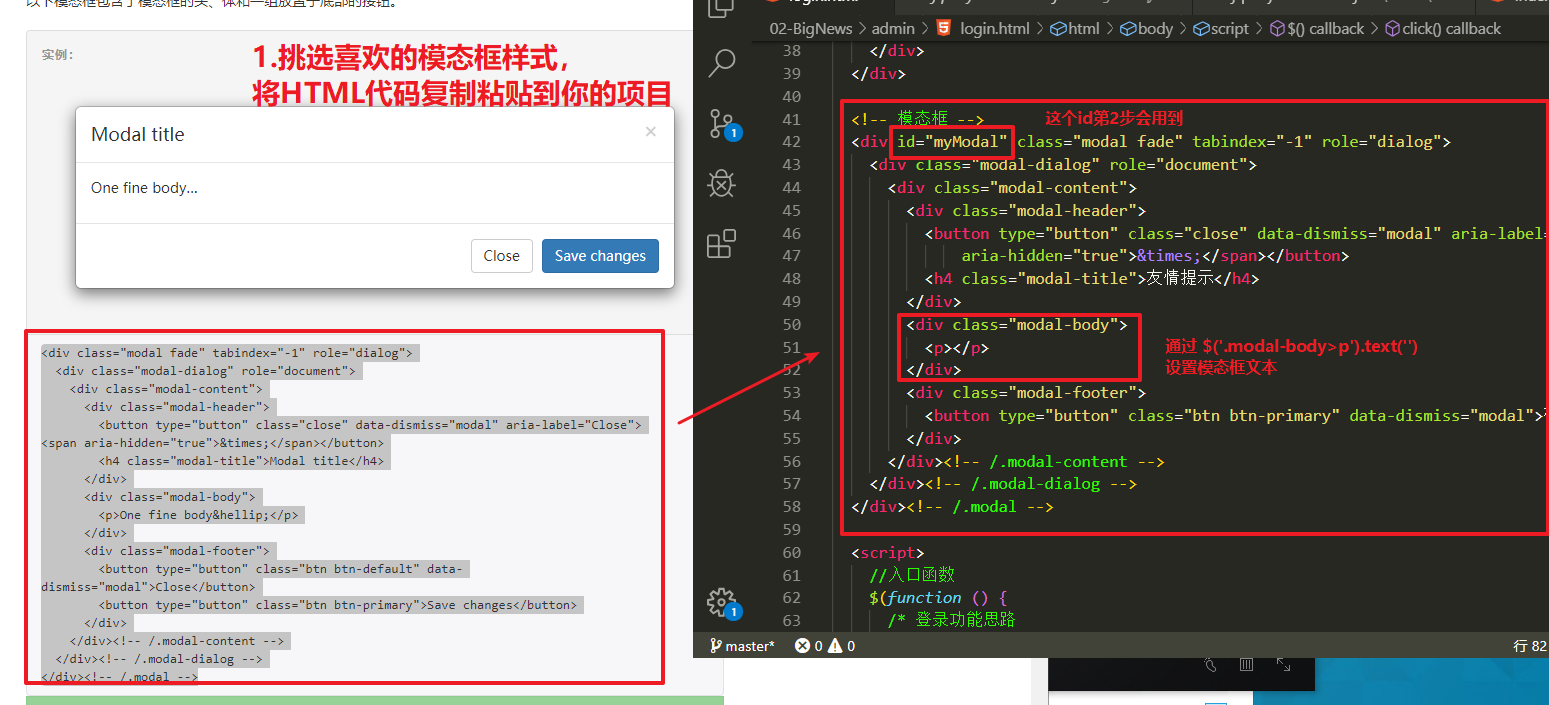 以下模态框包含了模态框的头、体和一组放置于底部的按钮。
实例：
1.挑选喜欢的模态框样式，
将HTML代码复制粘贴到你的项目
Modal title
×
One fine body...
Close
Save changes
<div class="modal fade" tabindex="-1" role="dialog">
<div class="modal-dialog" role="document">
<div class="modal-content">
<div class="modal-header">
<button type="button" class="close" data-dismiss="modal" aria-label="Close">
<span aria-hidden="true">&times;</span></button>
<h4 class="modal-title">Modal title</h4>
</div>
<div class="modal-body">
<p>One fine body&hellip;</p>
</div>
<div class="modal-footer">
<button type="button" class="btn btn-default" data-
dismiss="modal">Close</button>
<button type="button" class="btn btn-primary">Save changes</button>
</div>
</div><!-- /.modal-content -->
</div><!-- /.modal-dialog -->
</div><!-- /.modal -->
02-BigNews > admin > login.html > html > body > script > $() callback > click() callback
38 </div>
39 </div>
40
41 <!-- 模态框 --> 这个id第2步会用到
42 <div id="myModal" class="modal fade" tabindex="-1" role="dialog">
43 <div class="modal-dialog" role="document">
44 <div class="modal-content">
45 <div class="modal-header">
46 <button type="button" class="close" data-dismiss="modal" aria-label=
47 aria-hidden="true">&times;</span></button>
48 <h4 class="modal-title">友情提示</h4>
49 </div>
50 <div class="modal-body">
51 <p></p>
通过 $('.modal-body>p').text('')
52 </div>
设置模态框文本
53 <div class="modal-footer">
54 <button type="button" class="btn btn-primary" data-dismiss="modal">
55 </div>
56 </div><!-- /.modal-content -->
57 </div><!-- /.modal-dialog -->
58 </div><!-- /.modal -->
59
60 <script>
61 //入口函数
62 $(function () {
63 /* 登录功能思路
1
1
master* 0 0
行 82